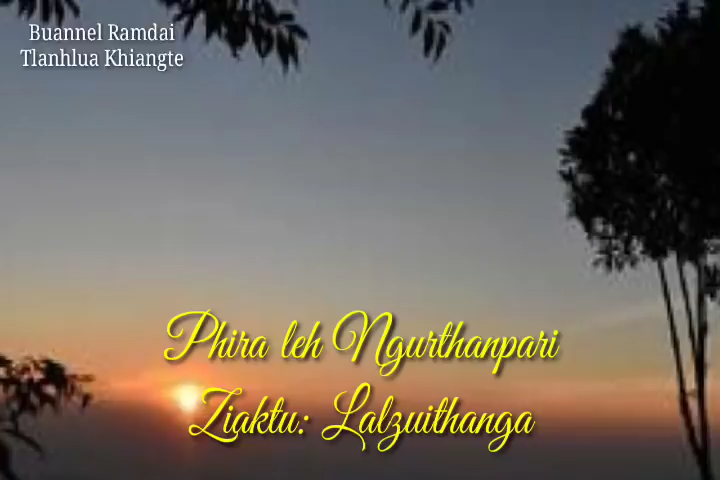 Buannel Ramdai
Tlanhlua Khiangte
Phira leh Ngurthanpari
Ziaktu: Lalzuithanga